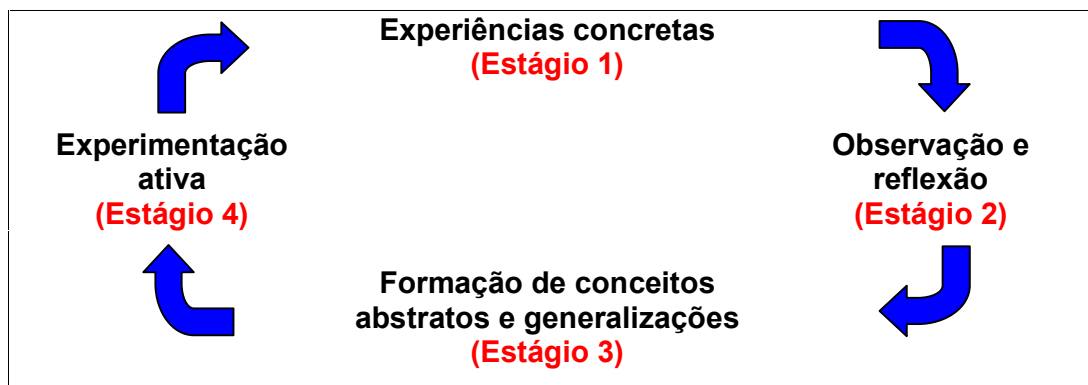 Experiências concretas
(Estágio 1)
Experimentação
ativa
(Estágio 4)
Observação e
reflexão
(Estágio 2)
Formação de conceitos
abstratos e generalizações
(Estágio 3)